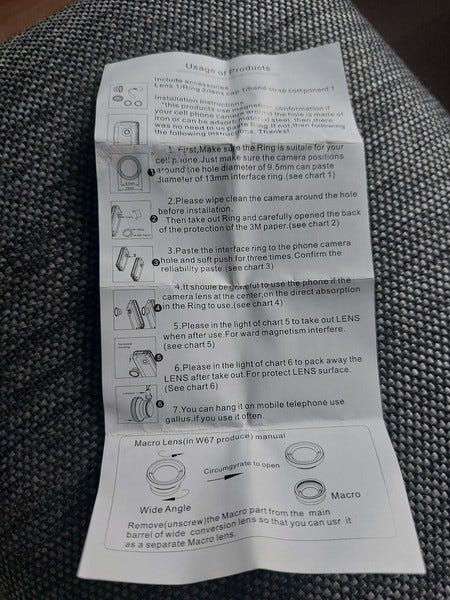 Usage of Products
Include accessories
Lens 1/Ring 2/lens cap 1/hand strap component 1
Installation instructions
*this products use magnetism conformation if
your cell phone camera around the hole is made of
iron or can be adsorbt material steel ,then,there
was no need to us paste Ring.If not,then following
the following instructions. Thanks!
1. First,Make sure the Ring is suitale for your
cell p.one.Just make sure the camera positions
around the hole diameter of 9.5mm can paste
diameter of 13mm interface ring.(see chart 1)
2.Please wipe clean the camera around the hole
before installation.
Then take out Ring and carefully opened the back
of the protection of the 3M paper.(see chart 2)
3.Paste the interface ring to the phone camera
hole and soft push for three times.Confirm the
reliability paste.(see chart 3)
4.It should be grateful to use the phone if the
camera lens at the center,on the direct absorption
in the Ring to use.(see chart 4)
5.Please in the light of chart 5 to take out LENS
when after use.For ward magnetism interfere.
(see chart 5)
6.Please in the light of chart 6 to pack away the
LENS after take out.For protect LENS surface.
(See chart 6)
7.You can hang it on mobile telephone use
gallus,if you use it often.
1
2
3
4
5
6
Macro Lens(in W67 produce) manual
Circumgyrate to open
Wide Angle
Macro
Remove(unscrew)the Macro part from the main
barrel of wide conversion lens so that you can usr it
as a separate Macro lens.